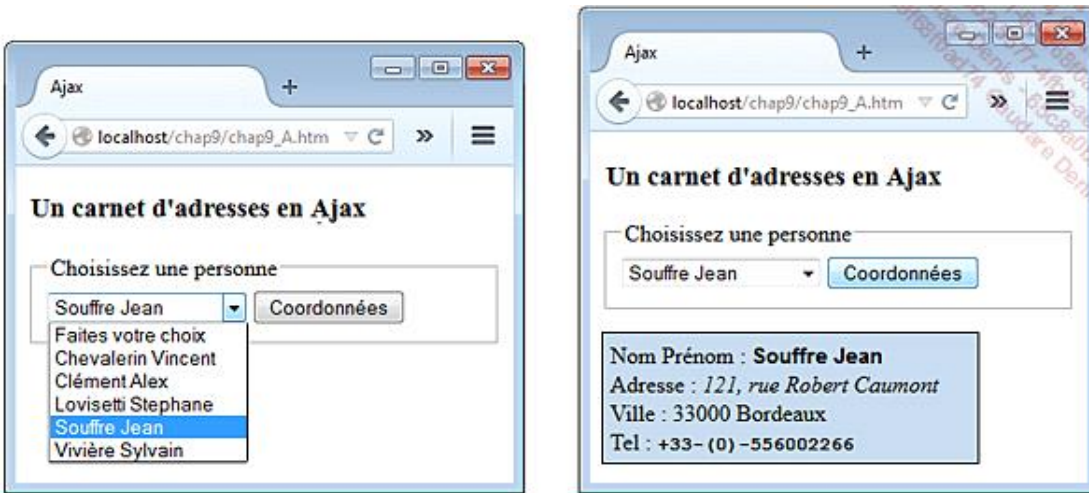 Ajax
localhost/chap9/chap9_A.htm
Un carnet d'adresses en Ajax
Choisissez une personne
Souffre Jean
Coordonnées
Faites votre choix
Chevalerin Vincent
Clément Alex
Lovisetti Stephane
Souffre Jean
Vivière Sylvain
Ajax
localhost/chap9/chap9_A.htm
Un carnet d'adresses en Ajax
Choisissez une personne
Souffre Jean
Coordonnées
Nom Prénom : Souffre Jean
Adresse : 121, rue Robert Caumont
Ville : 33000 Bordeaux
Tel : +33-(0)-556002266